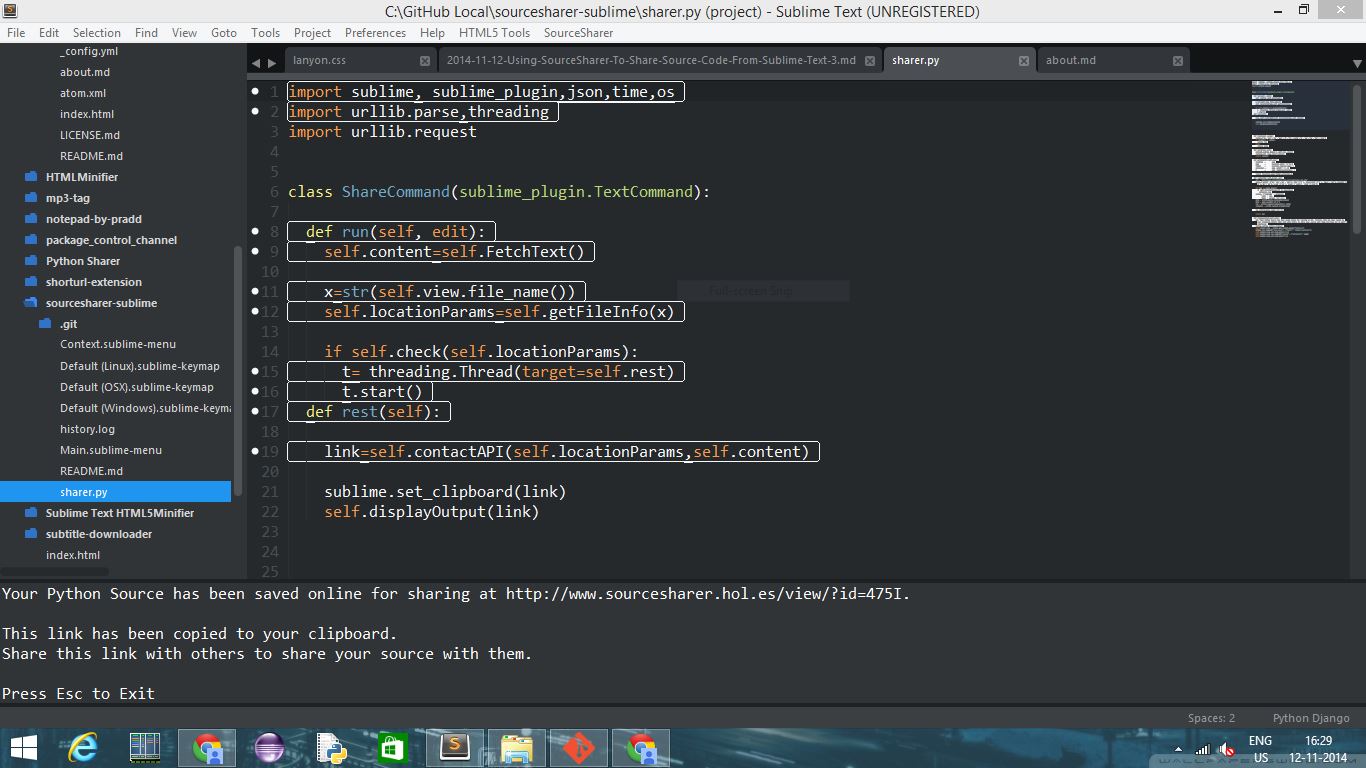 C:\GitHub Local\sourcesharer-sublime\sharer.py (project) - Sublime Text (UNREGISTERED)
File Edit Selection Find View Goto Tools Project Preferences Help HTML5 Tools SourceSharer
_config.yml
about.md
atom.xml
index.html
LICENSE.md
README.md
HTMLMinifier
mp3-tag
notepad-by-pradd
package_control_channel
Python Sharer
shorturl-extension
sourcesharer-sublime
.git
Context.sublime-menu
Default (Linux).sublime-keymap
Default (OSX).sublime-keymap
Default (Windows).sublime-keyma
history.log
Main.sublime-menu
README.md
sharer.py
Sublime Text HTML5Minifier
subtitle-downloader
index.html
lanyon.css 2014-11-12-Using-SourceSharer-To-Share-Source-Code-From-Sublime-Text-3.md sharer.py about.md
1 import sublime, sublime_plugin,json,time,os
2 import urllib.parse,threading
3 import urllib.request
4
5
6 class ShareCommand(sublime_plugin.TextCommand):
7
8 def run(self, edit):
9 self.content=self.FetchText()
10
11 x=str(self.view.file_name())
Full-screen Snip
12 self.locationParams=self.getFileInfo(x)
13
14 if self.check(self.locationParams):
15 t= threading.Thread(target=self.rest)
16 t.start()
17 def rest(self):
18
19 link=self.contactAPI(self.locationParams,self.content)
20
21 sublime.set_clipboard(link)
22 self.displayOutput(link)
23
24
25
Your Python Source has been saved online for sharing at http://www.sourcesharer.hol.es/view/?id=475I.
This link has been copied to your clipboard.
Share this link with others to share your source with them.
Press Esc to Exit
Spaces: 2 Python Django
ENG 16:29
US 12-11-2014